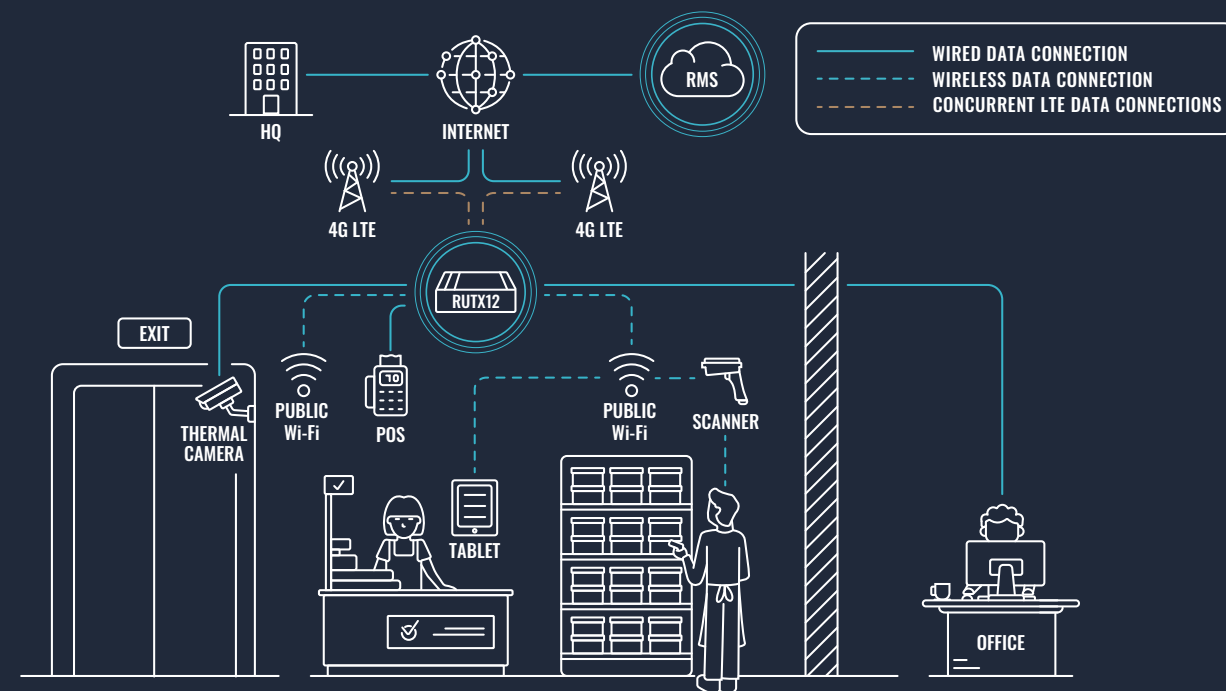 WIRED DATA CONNECTION
WIRELESS DATA CONNECTION
CONCURRENT LTE DATA CONNECTIONS
RMS
HQ
INTERNET
4G LTE
4G LTE
RUTX12
EXIT
THERMAL
CAMERA
PUBLIC
Wi-Fi
70
POS
PUBLIC
Wi-Fi
SCANNER
TABLET
OFFICE